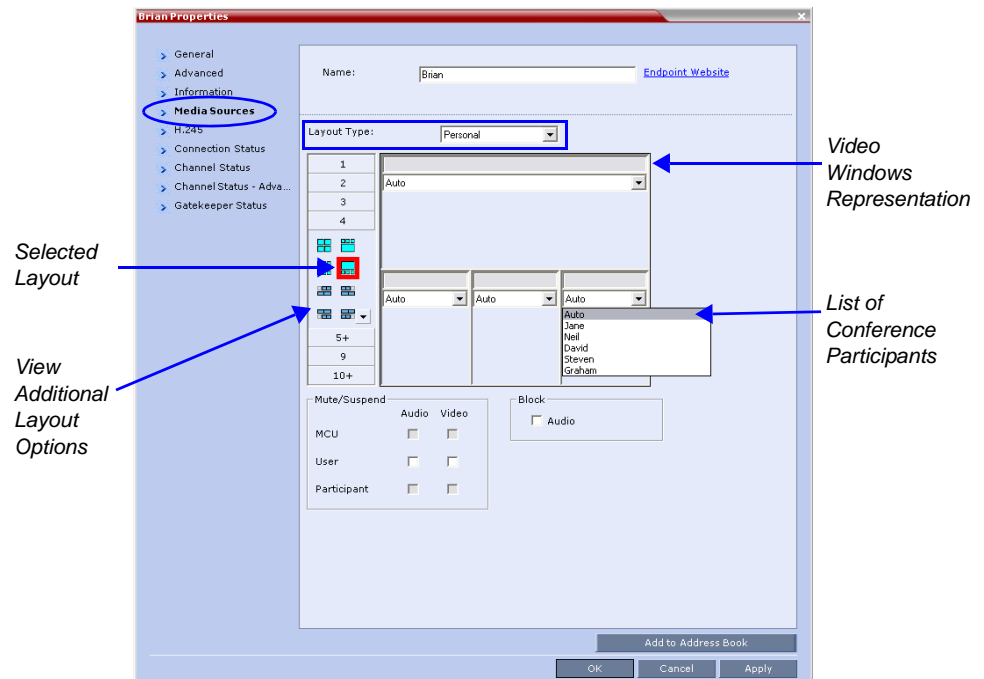 Brian Properties
x
General
Advanced
Information
Media Sources
H.245
Connection Status
Channel Status
Channel Status - Adva...
Gatekeeper Status
Name:
Brian
Endpoint Website
Layout Type:
Personal
1
2
3
4
5+
9
10+
Auto
Auto
Auto
Auto
Auto
Jane
Neil
David
Steven
Graham
Mute/Suspend
Audio Video
MCU
User
Participant
Block
Audio
Add to Address Book
OK
Cancel
Apply
Selected
Layout
View
Additional
Layout
Options
Video
Windows
Representation
List of
Conference
Participants